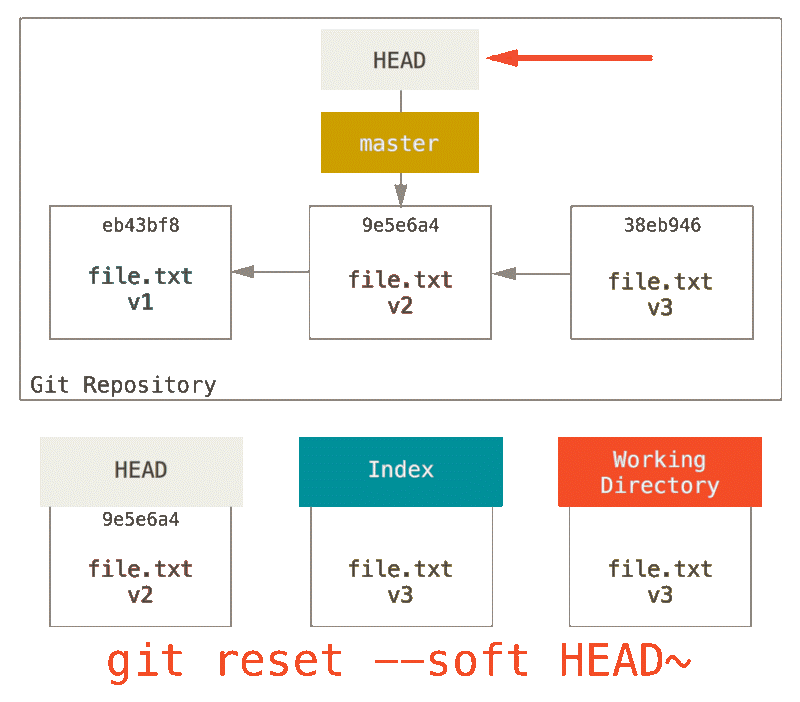 HEAD
master
eb43bf8
file.txt
v1
9e5e6a4
file.txt
v2
38eb946
file.txt
v3
Git Repository
HEAD
9e5e6a4
file.txt
v2
Index
file.txt
v3
Working
Directory
file.txt
v3
git reset --soft HEAD~